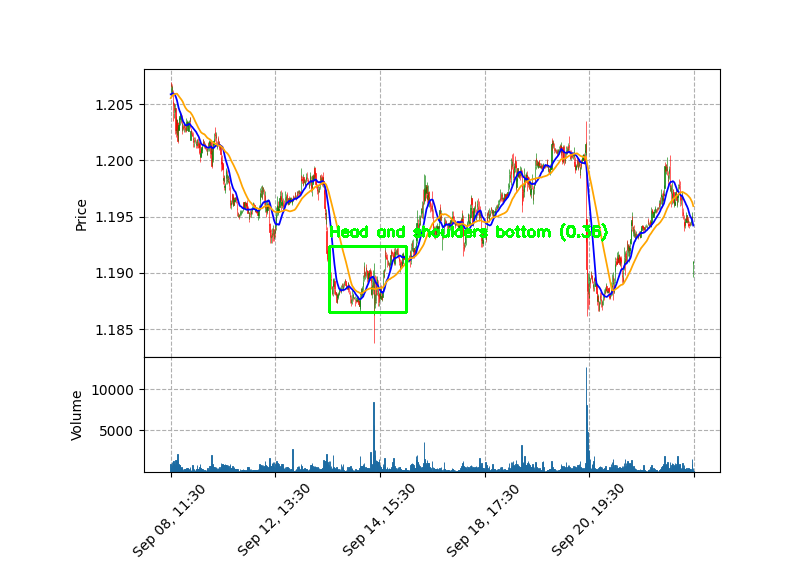 1.205
1.200
1.195
Head and shoulders bottom (0.36)
1.190
1.185
Price
10000
5000
Volume
Sep 08, 11:30
Sep 12, 13:30
Sep 14, 15:30
Sep 18, 17:30
Sep 20, 19:30